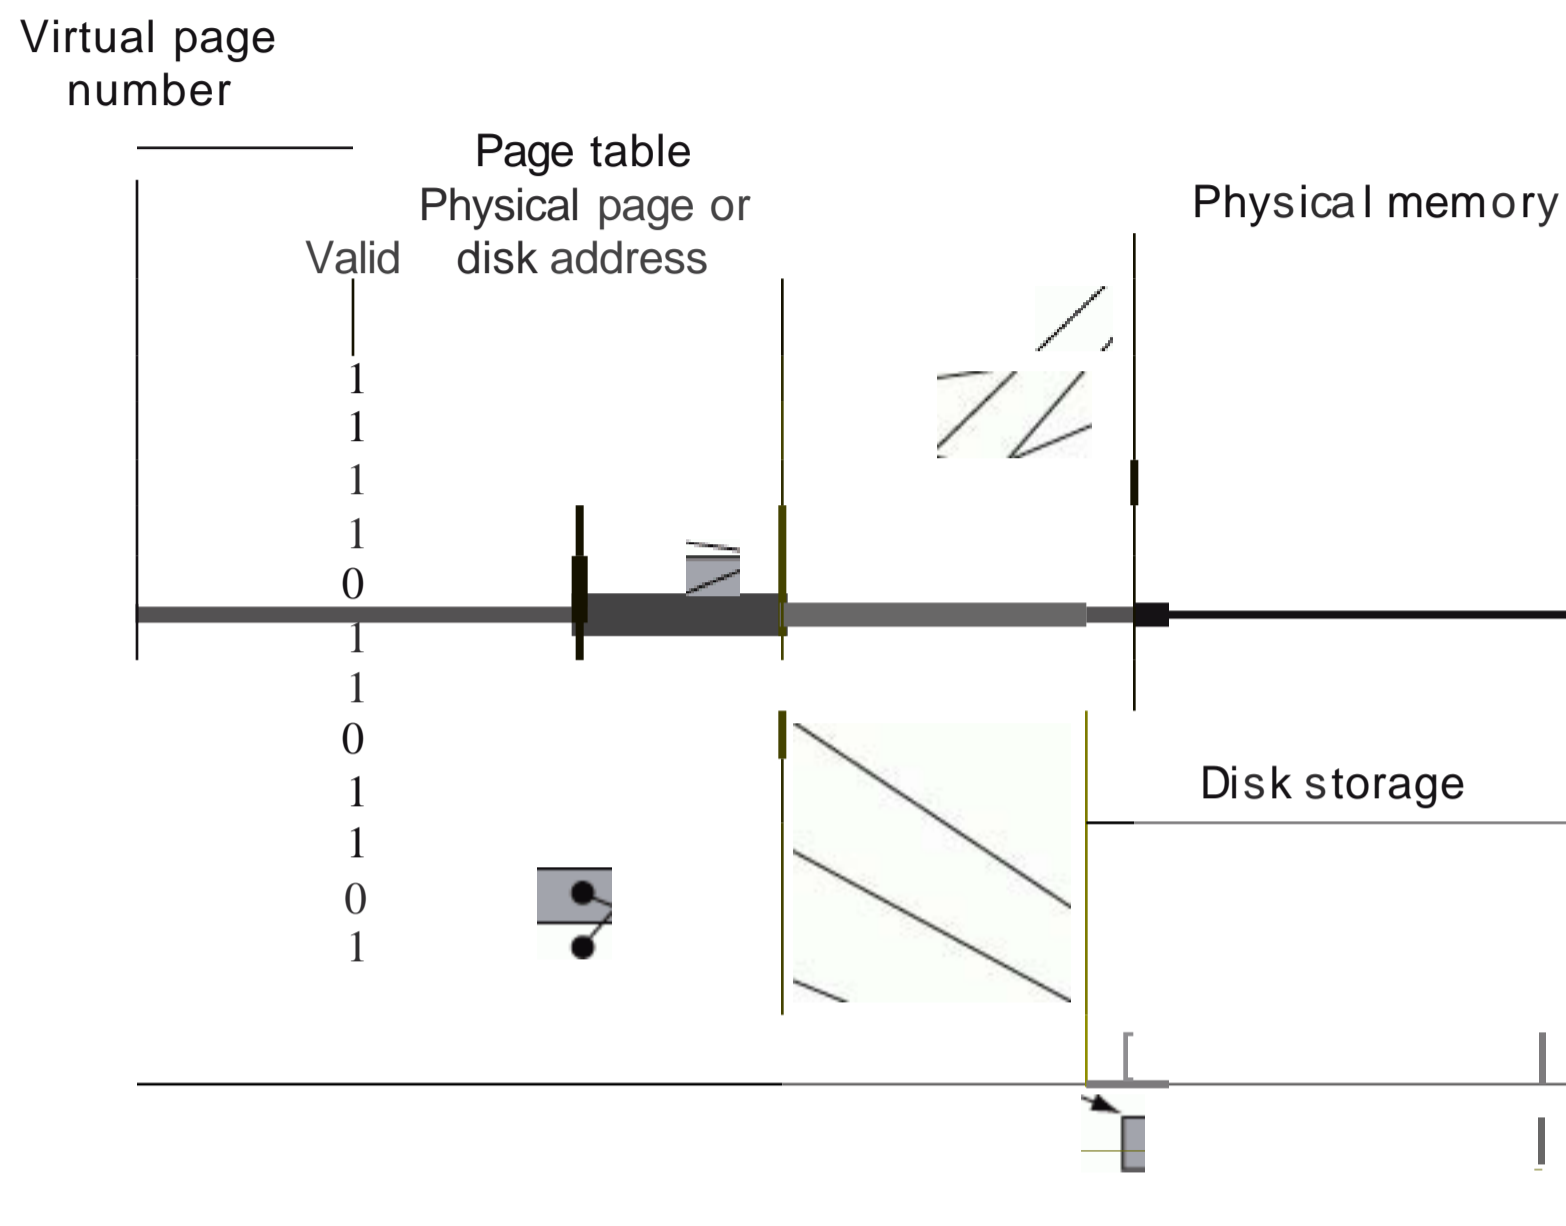 Virtual page
number
Page table
Physical page or
disk address
Valid
Physical memory
1
1
1
1
0
1
1
0
1
1
0
1
Disk storage